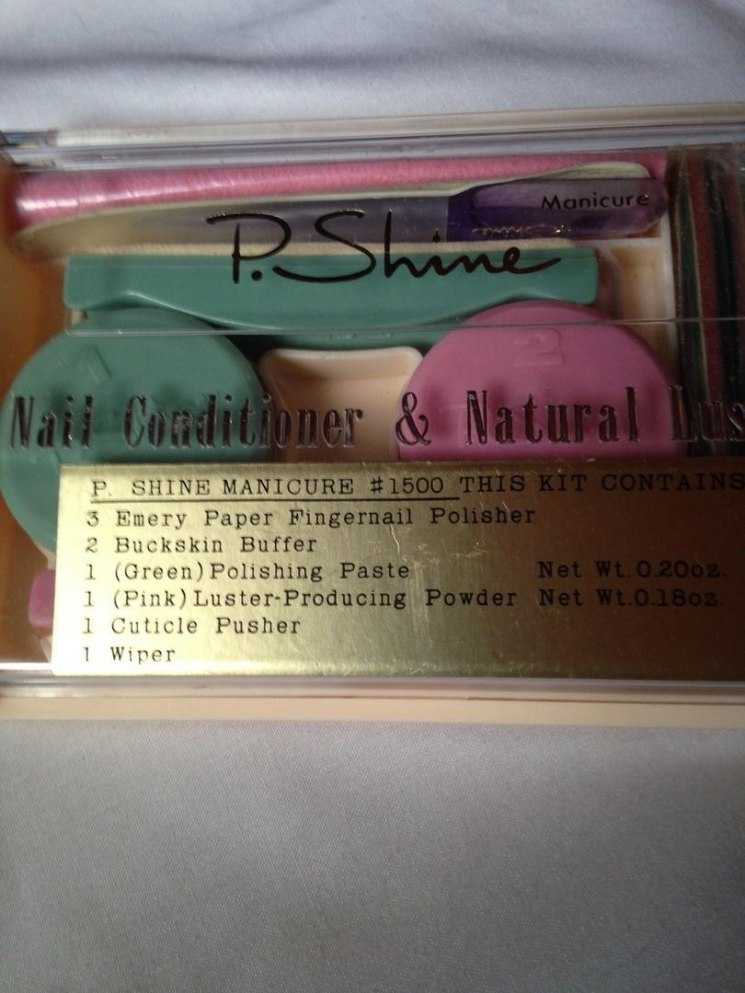 Manicure
P. Shine
2
Nail Conditioner & Natural Lus
P. SHINE MANICURE #1500 THIS KIT CONTAINS
3 Emery Paper Fingernail Polisher
2 Buckskin Buffer
1 (Green) Polishing Paste Net Wt. 0.20oz.
1 (Pink) Luster-Producing Powder Net Wt. 0.18oz.
1 Cuticle Pusher
1 Wiper